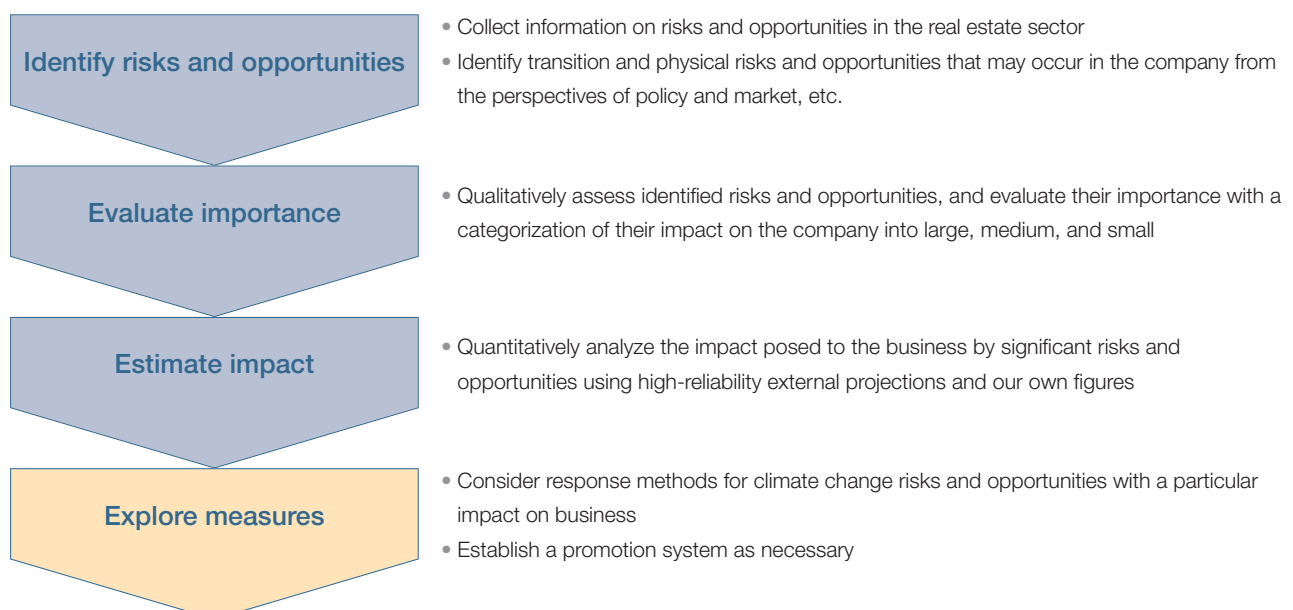 Identify risks and opportunities
• Collect information on risks and opportunities in the real estate sector
• Identify transition and physical risks and opportunities that may occur in the company from
the perspectives of policy and market, etc.
Evaluate importance
• Qualitatively assess identified risks and opportunities, and evaluate their importance with a
categorization of their impact on the company into large, medium, and small
Estimate impact
• Quantitatively analyze the impact posed to the business by significant risks and
opportunities using high-reliability external projections and our own figures
Explore measures
• Consider response methods for climate change risks and opportunities with a particular
impact on business
• Establish a promotion system as necessary